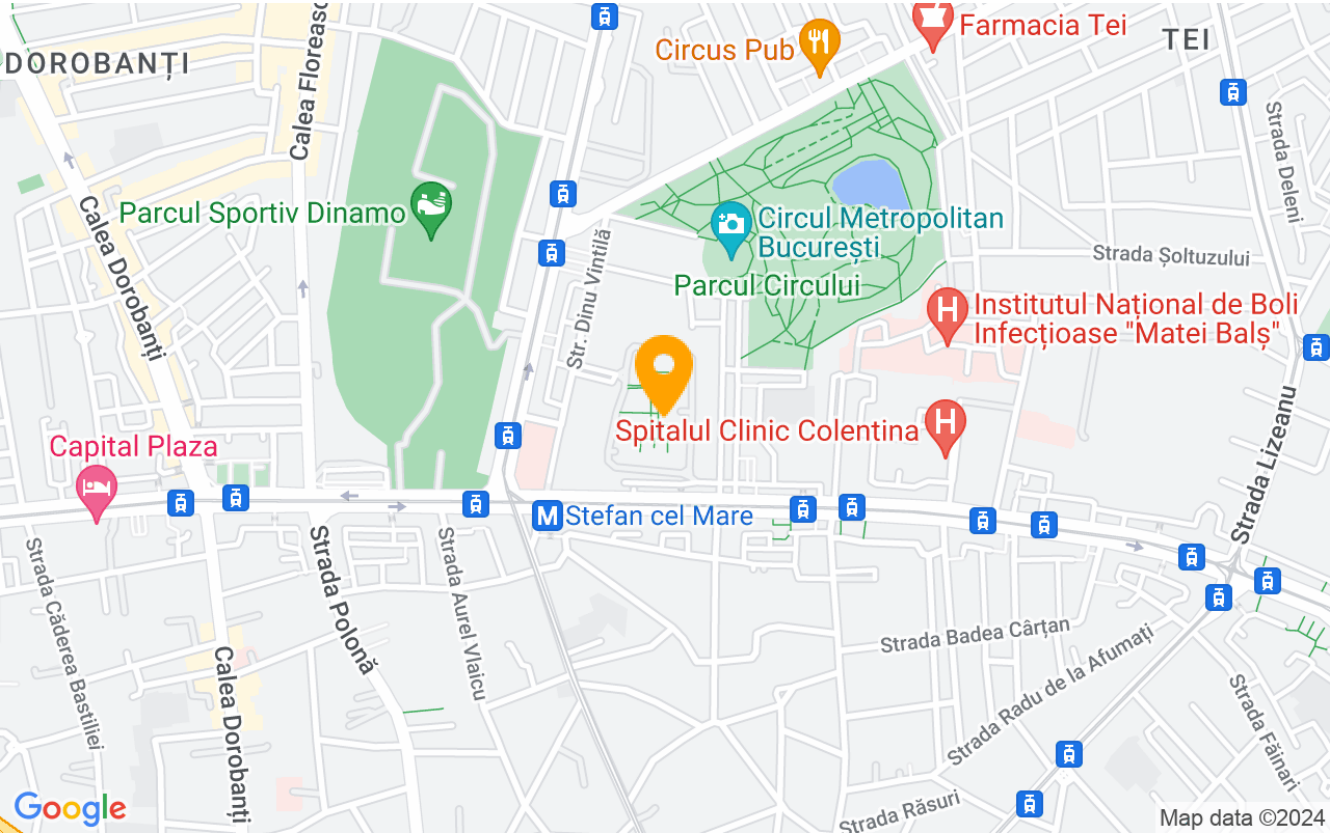 Farmacia Tei
Circus Pub
TEI
DOROBANȚI
Calea Floreasc
Strada Deleni
Parcul Sportiv Dinamo
Calea Dorobanți
Circul Metropolitan
București
Str. Dinu Vintilă
Strada Șoltuzului
Parcul Circului
H
Institutul Național de Boli
Infecțioase "Matei Balș"
Spitalul Clinic Colentina
H
Capital Plaza
Strada Lizeanu
M Stefan cel Mare
Strada Căderea Bastiliei
Strada Polonă
Strada Aurel Vlaicu
Strada Badea Cârțan
Strada Radu de la Afumați
Calea Dorobanți
Strada Făinari
Strada Răsuri
Google
Map data ©2024